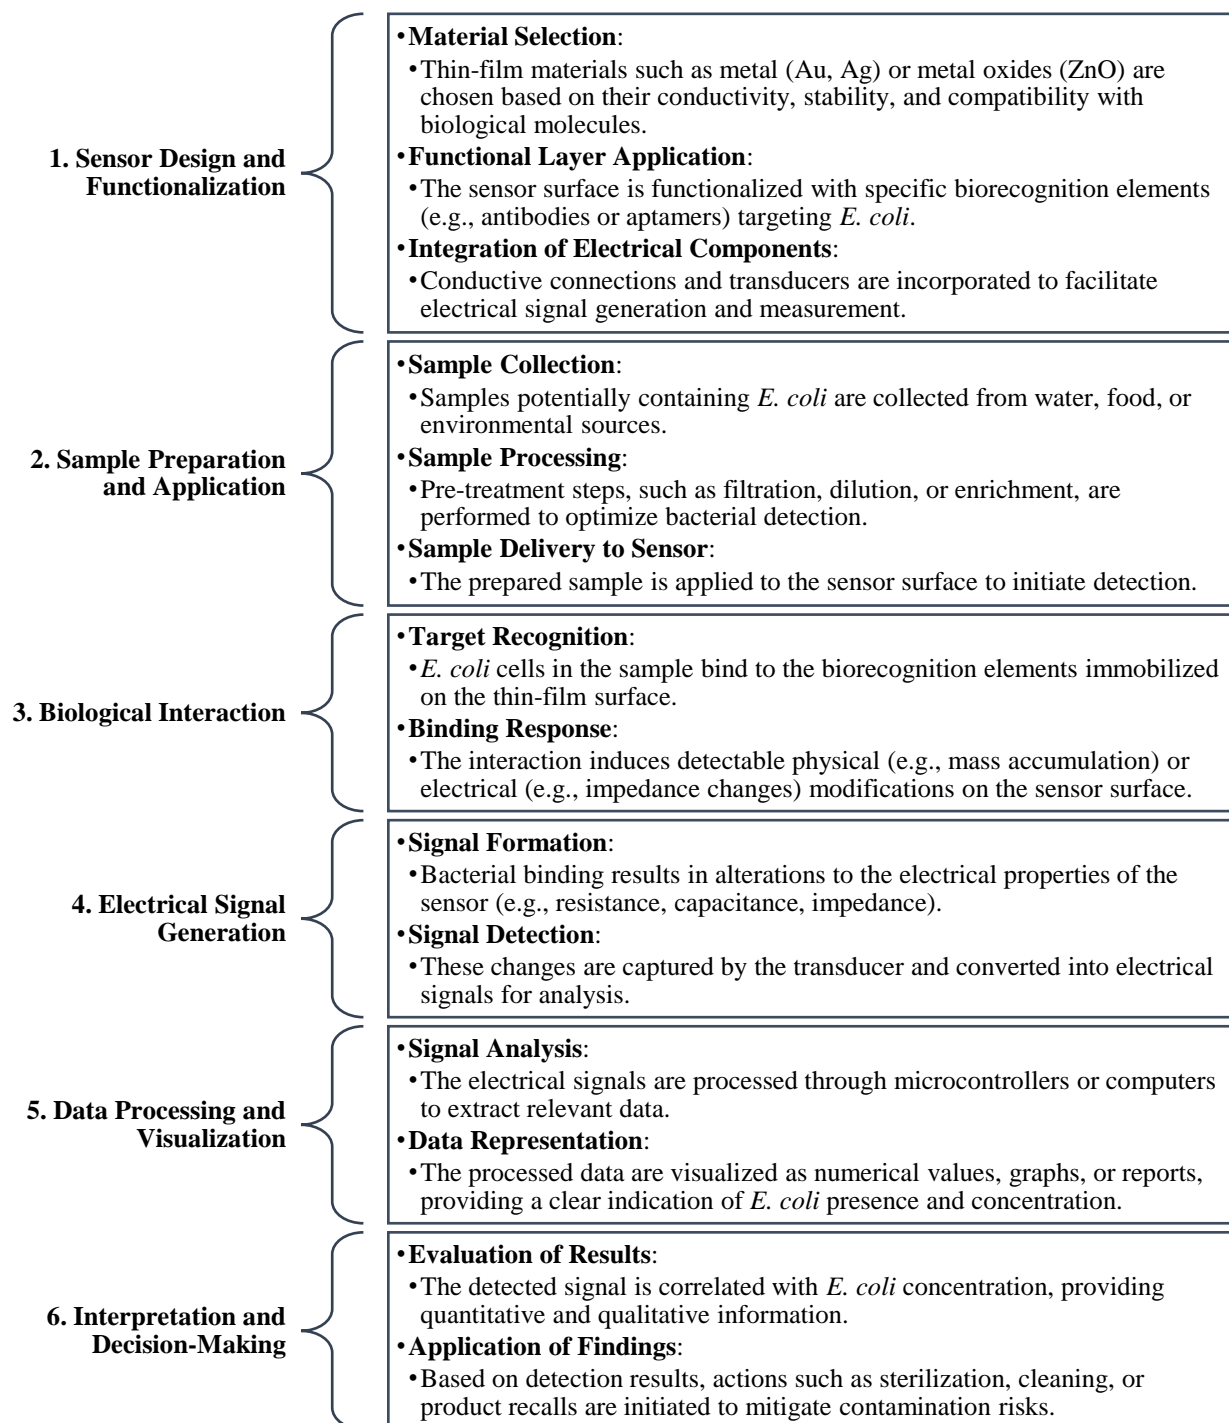 1. Sensor Design and
Functionalization
•Material Selection:
•Thin-film materials such as metal (Au, Ag) or metal oxides (ZnO) are
chosen based on their conductivity, stability, and compatibility with
biological molecules.
•Functional Layer Application:
•The sensor surface is functionalized with specific biorecognition elements
(e.g., antibodies or aptamers) targeting E. coli.
•Integration of Electrical Components:
•Conductive connections and transducers are incorporated to facilitate
electrical signal generation and measurement.
2. Sample Preparation
and Application
•Sample Collection:
•Samples potentially containing E. coli are collected from water, food, or
environmental sources.
•Sample Processing:
•Pre-treatment steps, such as filtration, dilution, or enrichment, are
performed to optimize bacterial detection.
•Sample Delivery to Sensor:
•The prepared sample is applied to the sensor surface to initiate detection.
3. Biological Interaction
•Target Recognition:
•E. coli cells in the sample bind to the biorecognition elements immobilized
on the thin-film surface.
•Binding Response:
•The interaction induces detectable physical (e.g., mass accumulation) or
electrical (e.g., impedance changes) modifications on the sensor surface.
4. Electrical Signal
Generation
•Signal Formation:
•Bacterial binding results in alterations to the electrical properties of the
sensor (e.g., resistance, capacitance, impedance).
•Signal Detection:
•These changes are captured by the transducer and converted into electrical
signals for analysis.
5. Data Processing and
Visualization
•Signal Analysis:
•The electrical signals are processed through microcontrollers or computers
to extract relevant data.
•Data Representation:
•The processed data are visualized as numerical values, graphs, or reports,
providing a clear indication of E. coli presence and concentration.
6. Interpretation and
Decision-Making
•Evaluation of Results:
•The detected signal is correlated with E. coli concentration, providing
quantitative and qualitative information.
•Application of Findings:
•Based on detection results, actions such as sterilization, cleaning, or
product recalls are initiated to mitigate contamination risks.